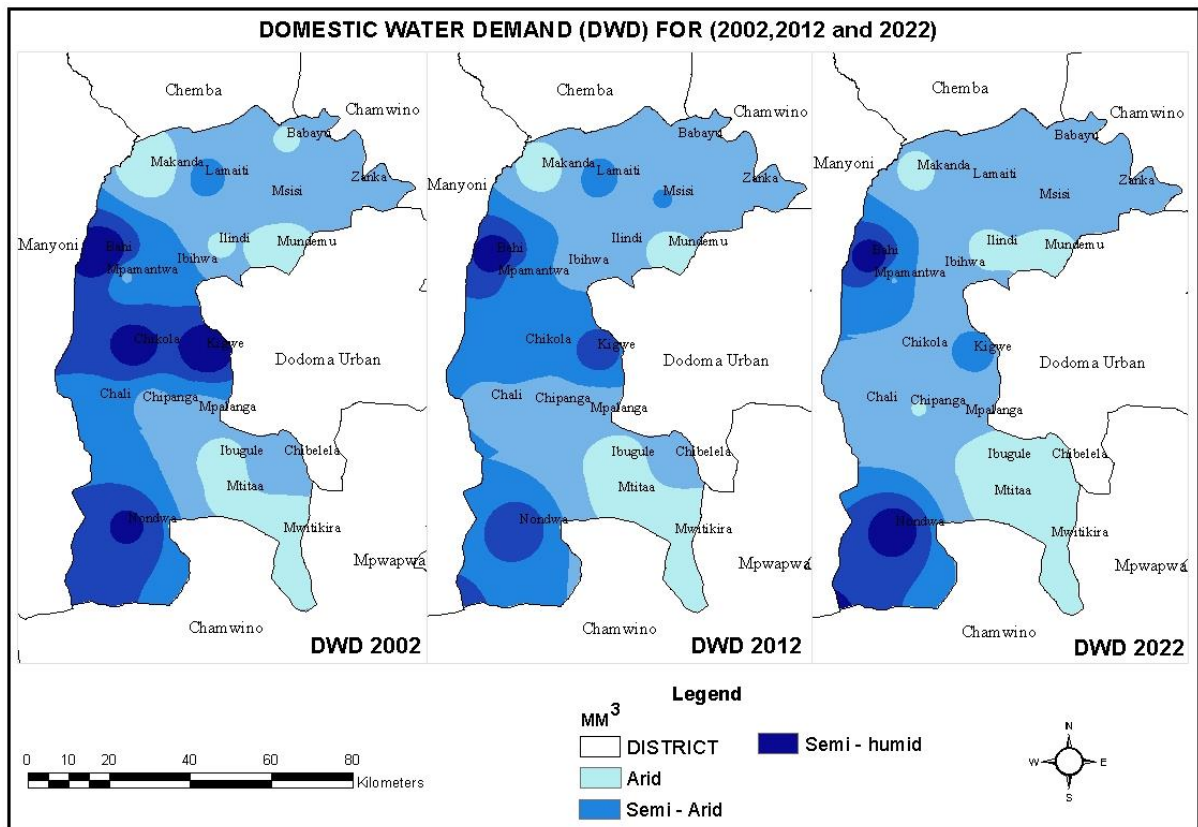 DOMESTIC WATER DEMAND (DWD) FOR (2002,2012 and 2022)
Chemba
Chamwino
Babayu
Makanda
Lamaiti
Zanka
Msisi
Manyoni
Bahi
Ilindi
Mundemu
Ibihwa
Mpamantwa
Chikola
Kigwe
Dodoma Urban
Chali
Chipanga
Mpalanga
Ibugule
Chibelela
Mtitaa
Nondwa
Mwitikira
Mpwapwa
Chamwino
DWD 2002
Chemba
Chamwino
Babayu
Makanda
Lamaiti
Zanka
Manyoni
Msisi
Bahi
Ilindi
Mundemu
Ibihwa
Mpamantwa
Chikola
Kigwe
Dodoma Urban
Chali
Chipanga
Mpalanga
Ibugule
Chibelela
Mtitaa
Nondwa
Mwitikira
Mpwapwa
Chamwino
DWD 2012
Chemba
Chamwino
Babayu
Manyoni
Makanda
Lamaiti
Zanka
Msisi
Bahi
Ilindi
Mundemu
Ibihwa
Mpamantwa
Chikola
Kigwe
Dodoma Urban
Chali
Chipanga
Mpalanga
Ibugule
Chibelela
Mtitaa
Nondwa
Mwitikira
Mpwapwa
Chamwino
DWD 2022
Legend
MM³
DISTRICT
Arid
Semi - Arid
Semi - humid
0 5 10 20 40 60 80
Kilometers
N
W E
S